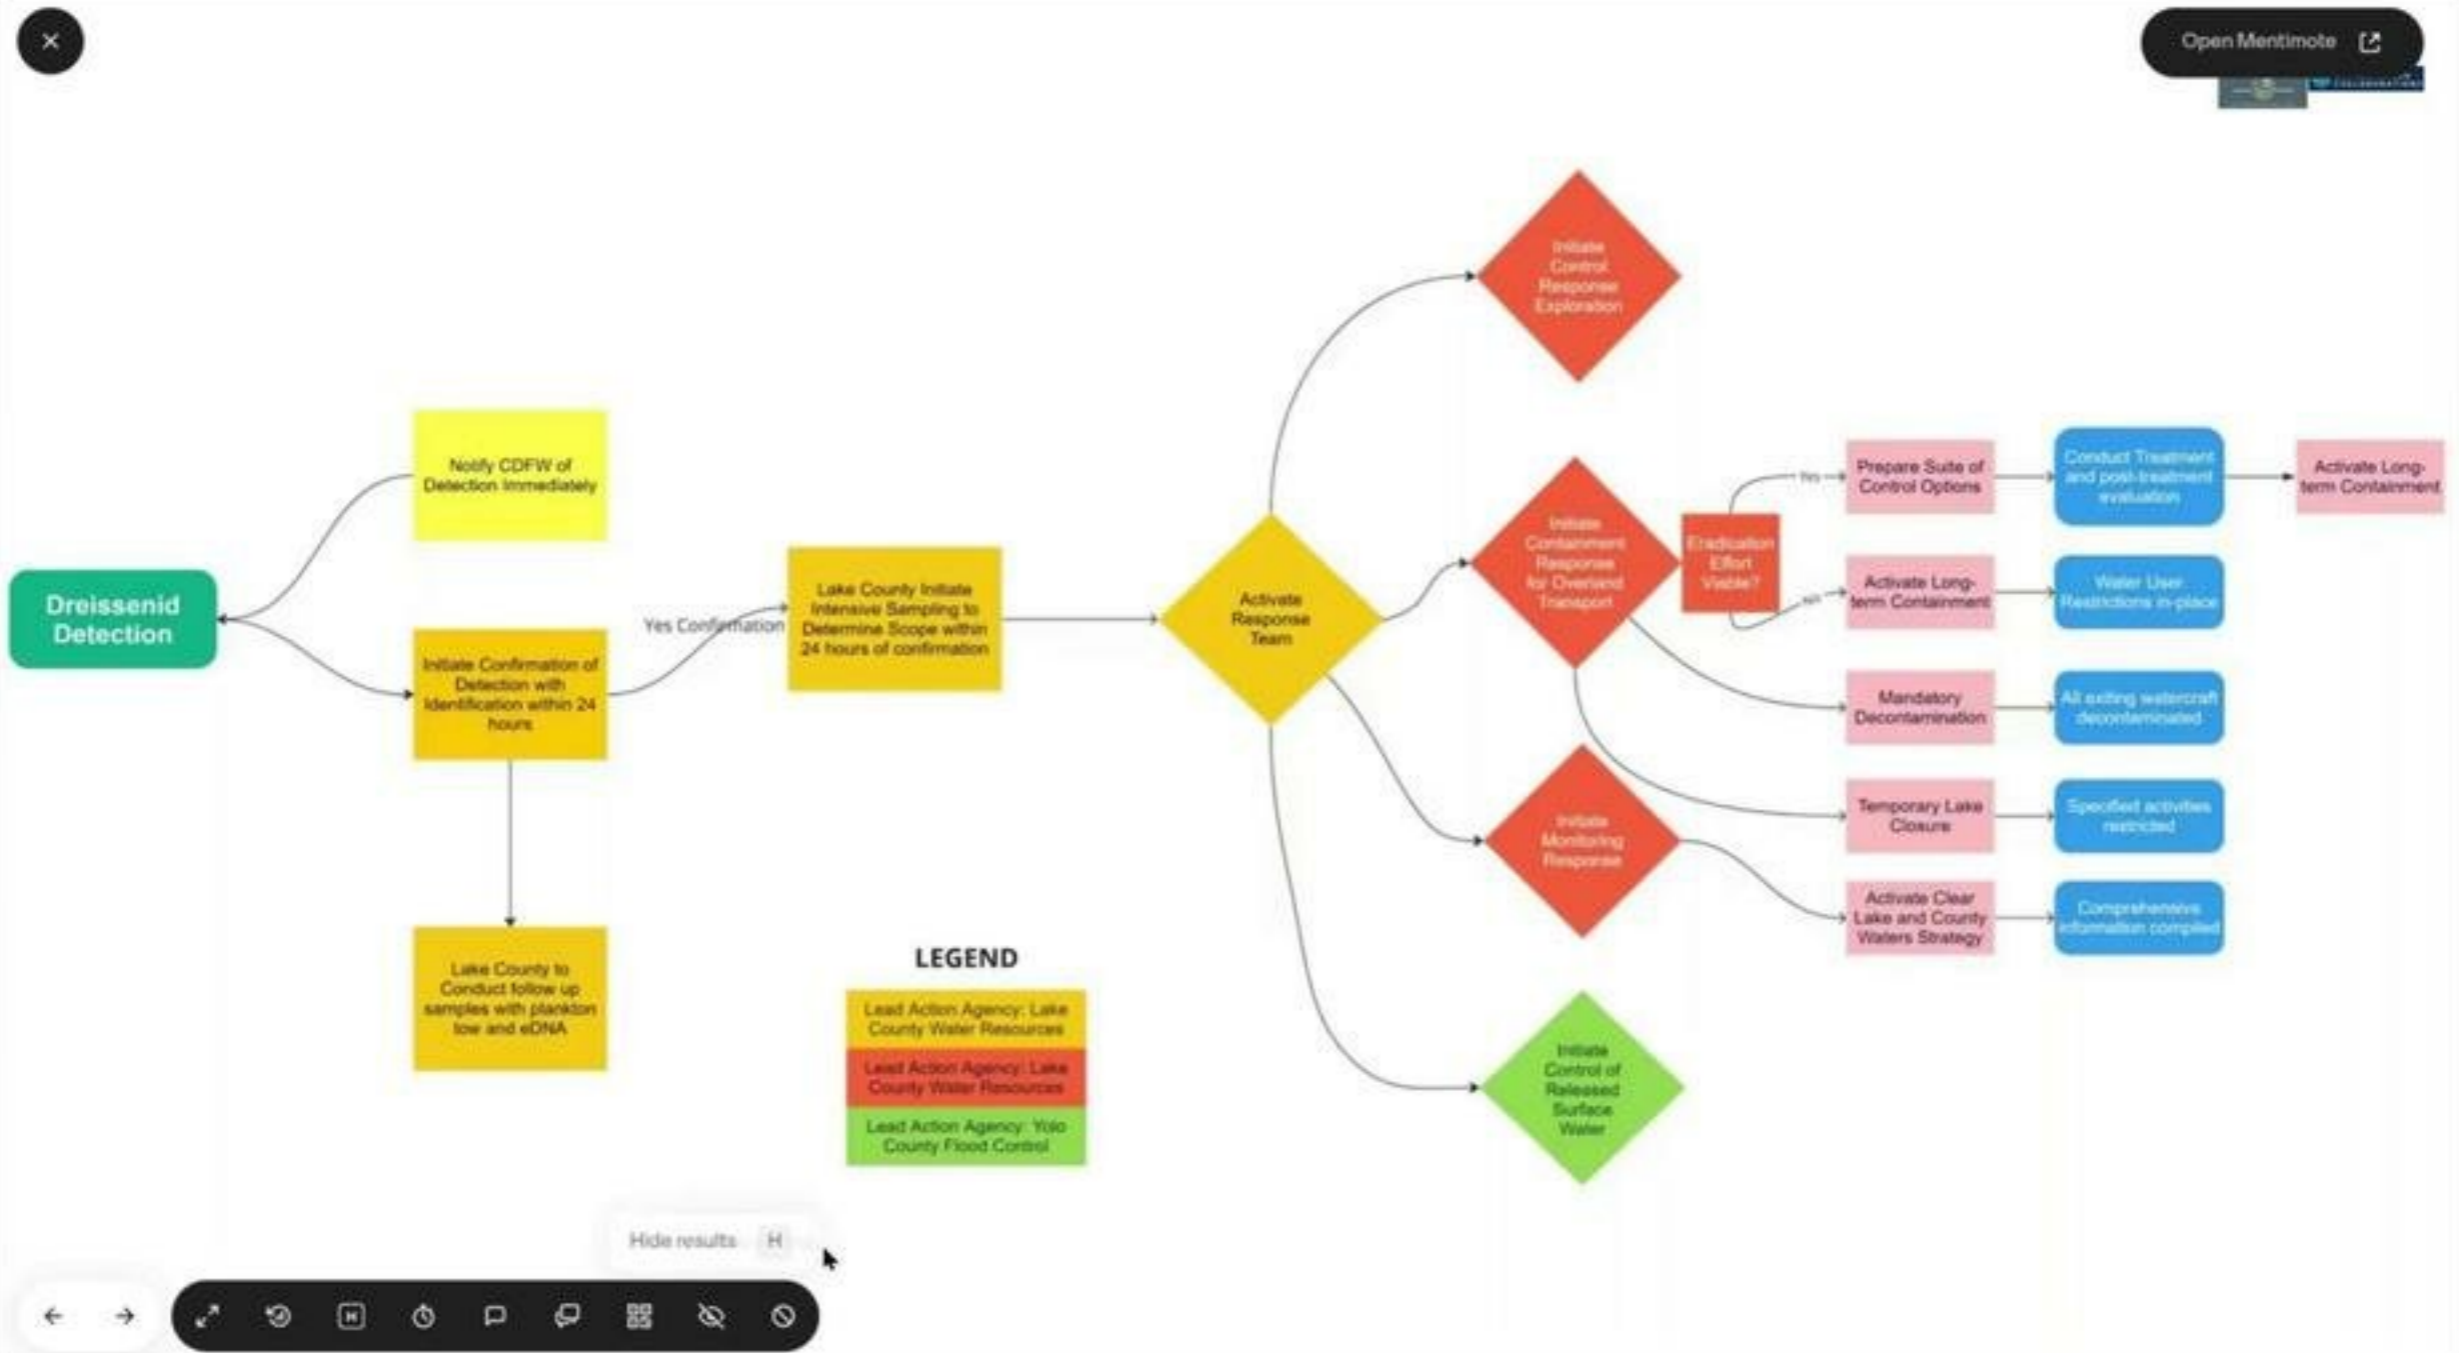 Open Mentimote
Initiate
Control
Response
Exploration
Notify CDFW of
Detection Immediately
Dreissenid
Detection
Initiate Confirmation of
Detection with
Identification within 24
hours
Yes Confirmation
Lake County Initiate
Intensive Sampling to
Determine Scope within
24 hours of confirmation
Activate
Response
Team
Initiate
Containment
Response
for Overland
Transport
Eradication
Effort
Viable?
Yes
Prepare Suite of
Control Options
Conduct Treatment
and post-treatment
evaluation
Activate Long-
term Containment
Activate Long-
term Containment
Water User
Restrictions in-place
Mandatory
Decontamination
All exiting watercraft
decontaminated
Temporary Lake
Closure
Specified activities
restricted
Initiate
Monitoring
Response
Activate Clear
Lake and County
Waters Strategy
Comprehensive
information compiled
Lake County to
Conduct follow up
samples with plankton
tow and eDNA
LEGEND
Lead Action Agency: Lake
County Water Resources
Lead Action Agency: Lake
County Water Resources
Lead Action Agency: Yolo
County Flood Control
Initiate
Control of
Released
Surface
Water
Hide results H